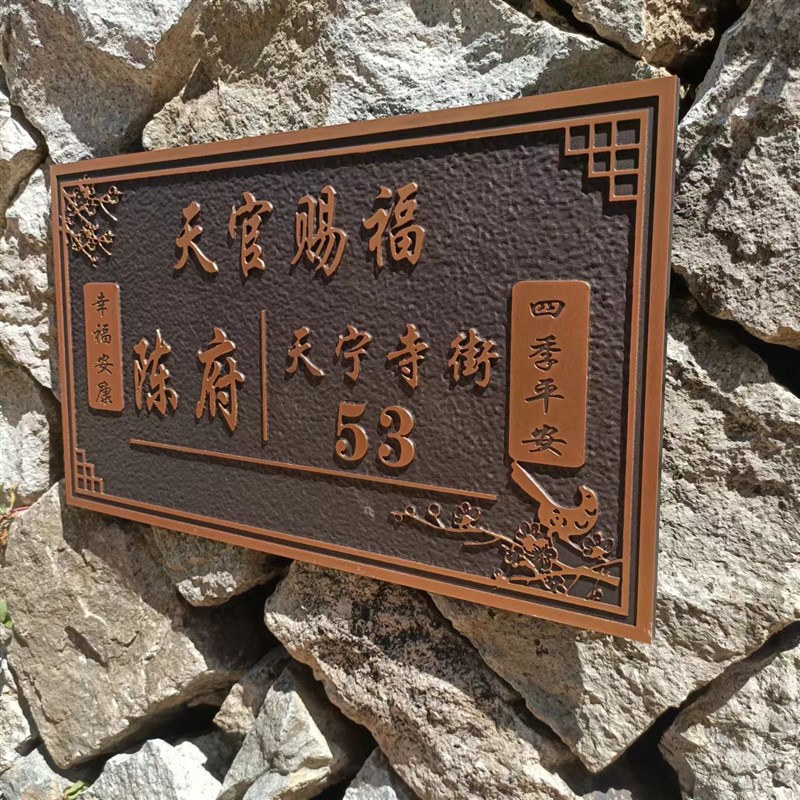 天官赐福
幸福安康
陈府
天宁寺街
53
四季平安